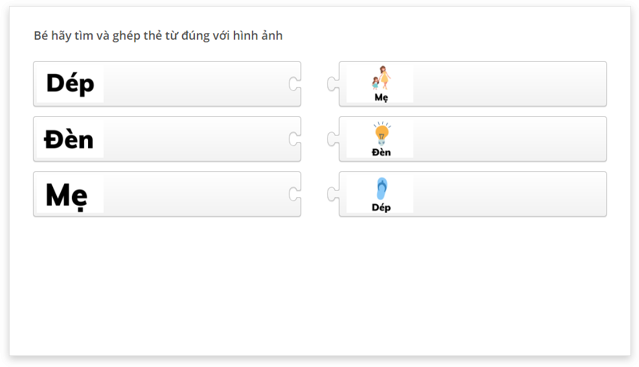 Bé hãy tìm và ghép thẻ từ đúng với hình ảnh
Dép
Mẹ
Đèn
Đèn
Mẹ
Dép